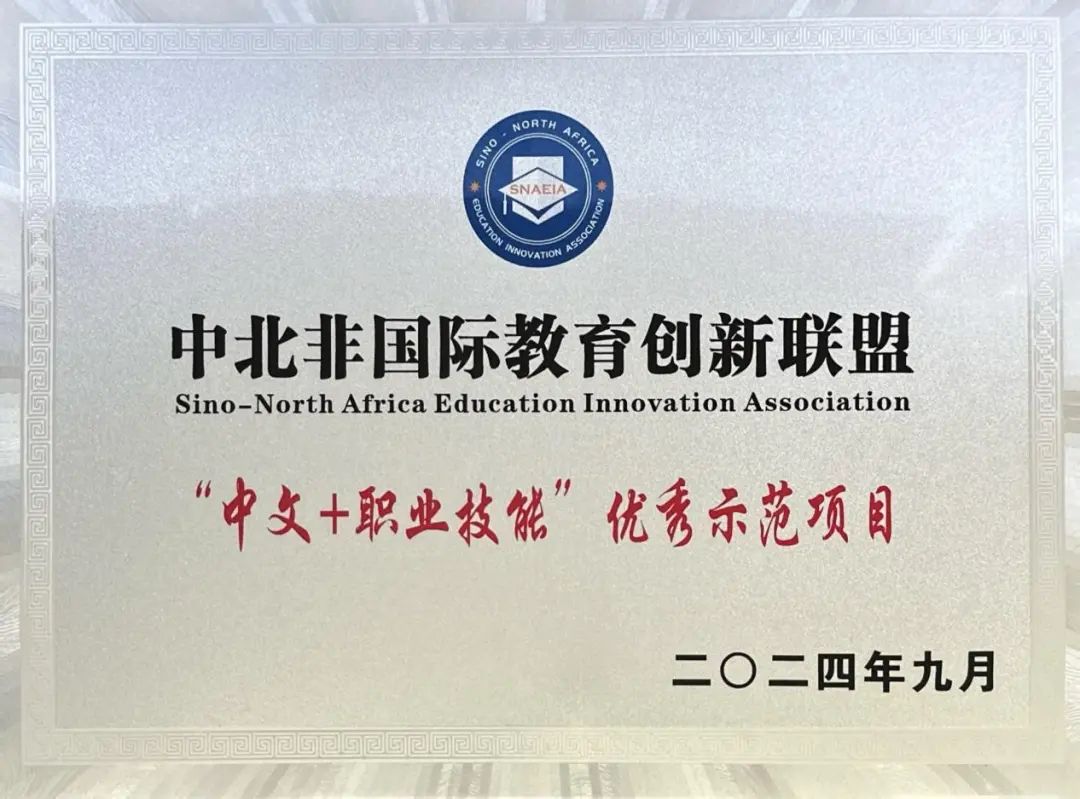 SINO - NORTH AFRICA
SNAEIA
EDUCATION INNOVATION ASSOCIATION
中北非国际教育创新联盟
Sino-North Africa Education Innovation Association
“中文+职业技能”优秀示范项目
二〇二四年九月